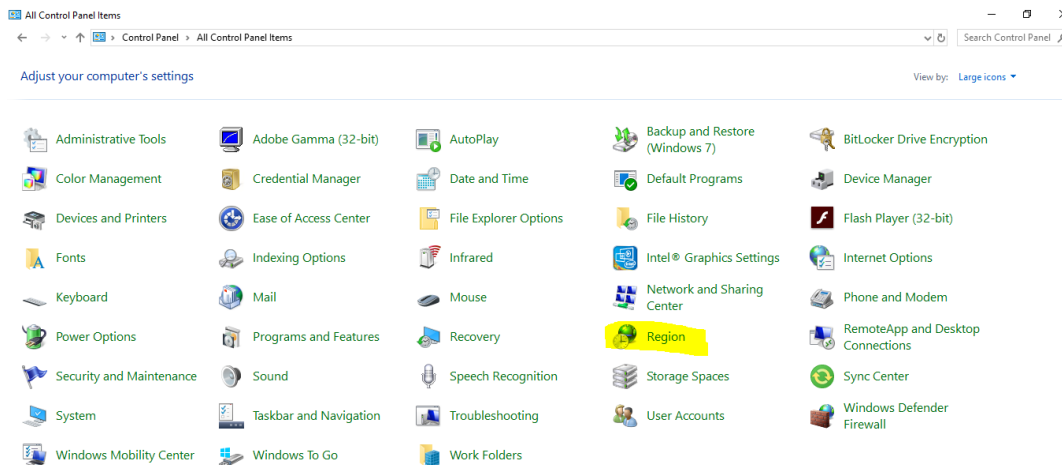 All Control Panel Items
Control Panel > All Control Panel Items
Search Control Panel
Adjust your computer's settings
View by: Large icons
Administrative Tools
Adobe Gamma (32-bit)
AutoPlay
Backup and Restore
(Windows 7)
BitLocker Drive Encryption
Color Management
Credential Manager
Date and Time
Default Programs
Device Manager
Devices and Printers
Ease of Access Center
File Explorer Options
File History
Flash Player (32-bit)
Fonts
Indexing Options
Infrared
Intel® Graphics Settings
Internet Options
Keyboard
Mail
Mouse
Network and Sharing
Center
Phone and Modem
Power Options
Programs and Features
Recovery
Region
RemoteApp and Desktop
Connections
Security and Maintenance
Sound
Speech Recognition
Storage Spaces
Sync Center
System
Taskbar and Navigation
Troubleshooting
User Accounts
Windows Defender
Firewall
Windows Mobility Center
Windows To Go
Work Folders